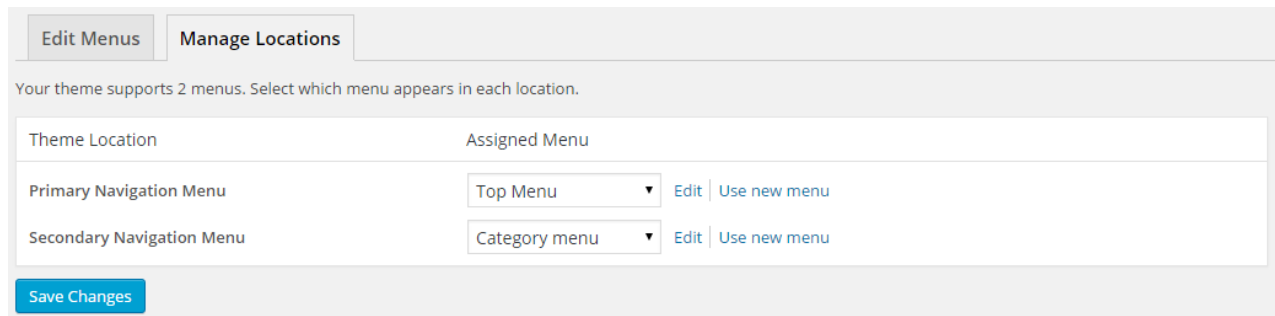 Edit Menus Manage Locations
Your theme supports 2 menus. Select which menu appears in each location.
Theme Location Assigned Menu
Primary Navigation Menu Top Menu Edit Use new menu
Secondary Navigation Menu Category menu Edit Use new menu
Save Changes